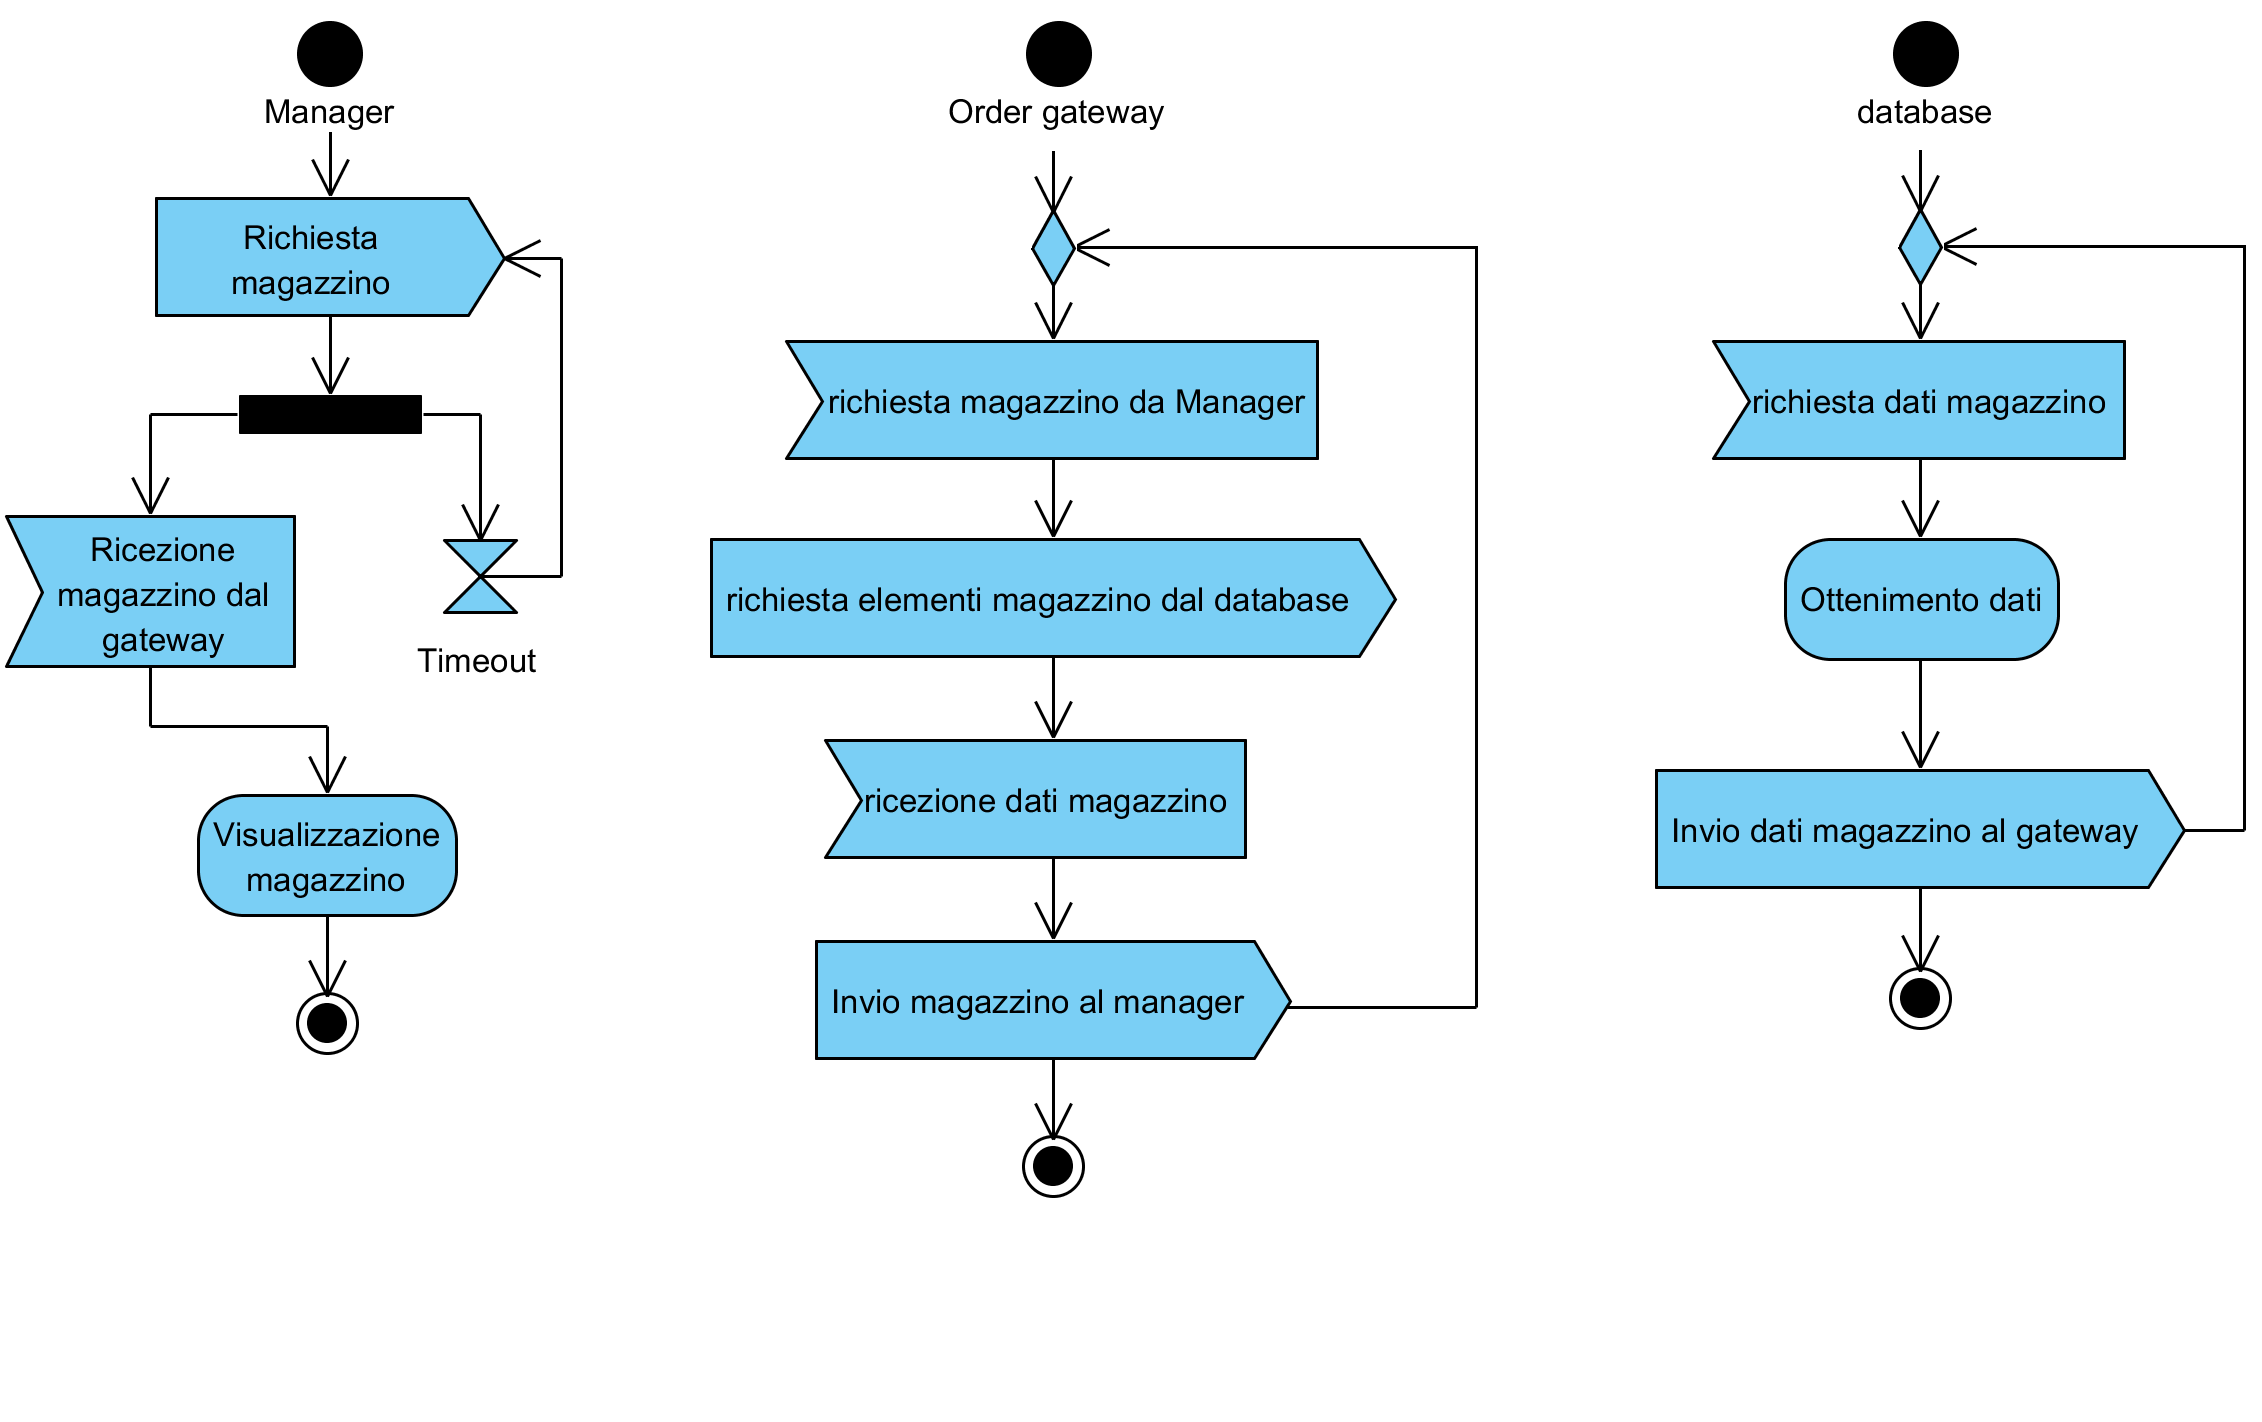 Manager
Richiesta
magazzino
Ricezione
magazzino dal
gateway
Timeout
Visualizzazione
magazzino
Order gateway
richiesta magazzino da Manager
richiesta elementi magazzino dal database
ricezione dati magazzino
Invio magazzino al manager
database
richiesta dati magazzino
Ottenimento dati
Invio dati magazzino al gateway